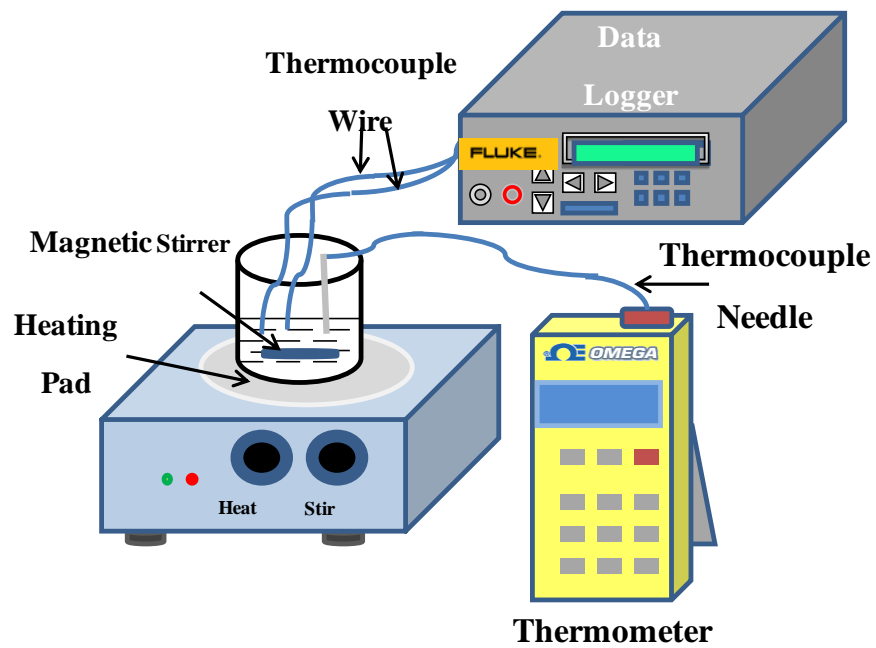 Data
Logger
Thermocouple
Wire
FLUKE®
Magnetic Stirrer
Thermocouple
Needle
Heating
Pad
OMEGA
Heat
Stir
Thermometer